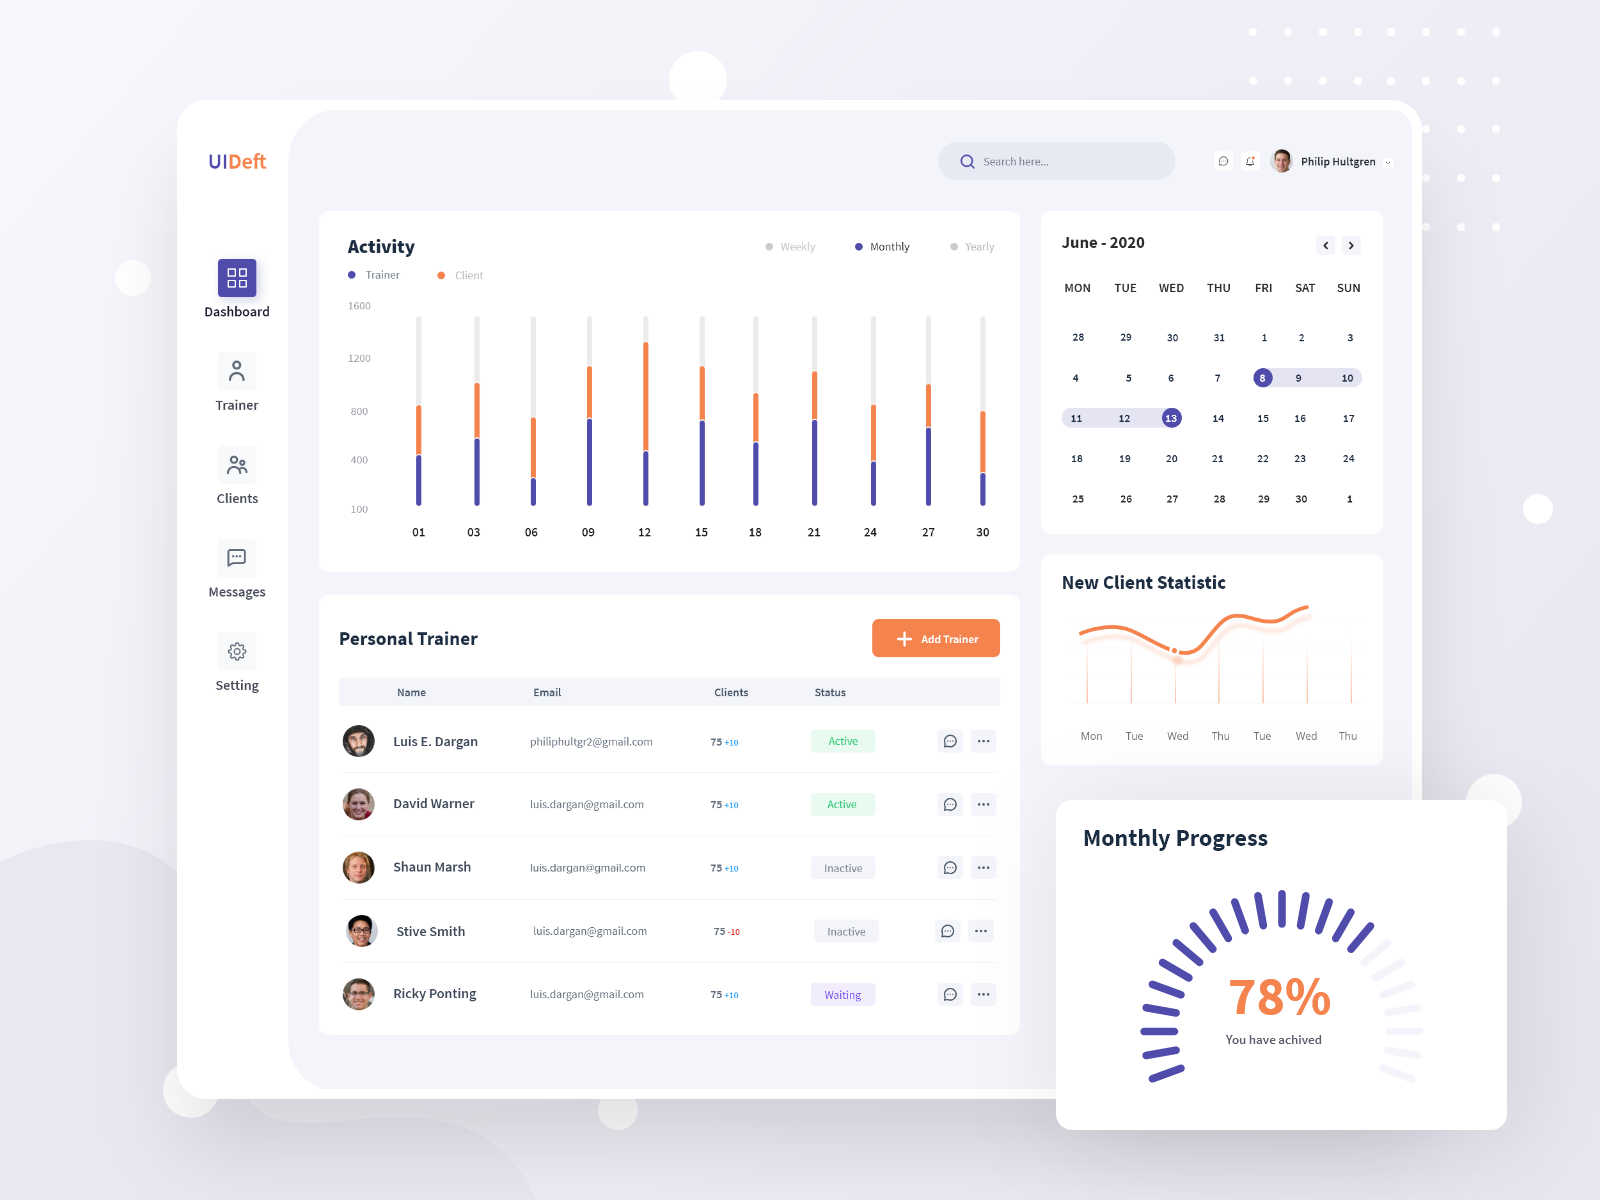 UIDeft
Search here...
Philip Hultgren
Dashboard
Trainer
Clients
Messages
Setting
Activity
Weekly
Monthly
Yearly
Trainer
Client
1600
1200
800
400
100
01 03 06 09 12 15 18 21 24 27 30
June - 2020
MON TUE WED THU FRI SAT SUN
28 29 30 31 1 2 3
4 5 6 7 8 9 10
11 12 13 14 15 16 17
18 19 20 21 22 23 24
25 26 27 28 29 30 1
New Client Statistic
Mon Tue Wed Thu Tue Wed Thu
Personal Trainer
Add Trainer
Name Email Clients Status
Luis E. Dargan philiphultgr2@gmail.com 75 +10 Active
David Warner luis.dargan@gmail.com 75 +10 Active
Shaun Marsh luis.dargan@gmail.com 75 +10 Inactive
Stive Smith luis.dargan@gmail.com 75 -10 Inactive
Ricky Ponting luis.dargan@gmail.com 75 +10 Waiting
Monthly Progress
78%
You have achived